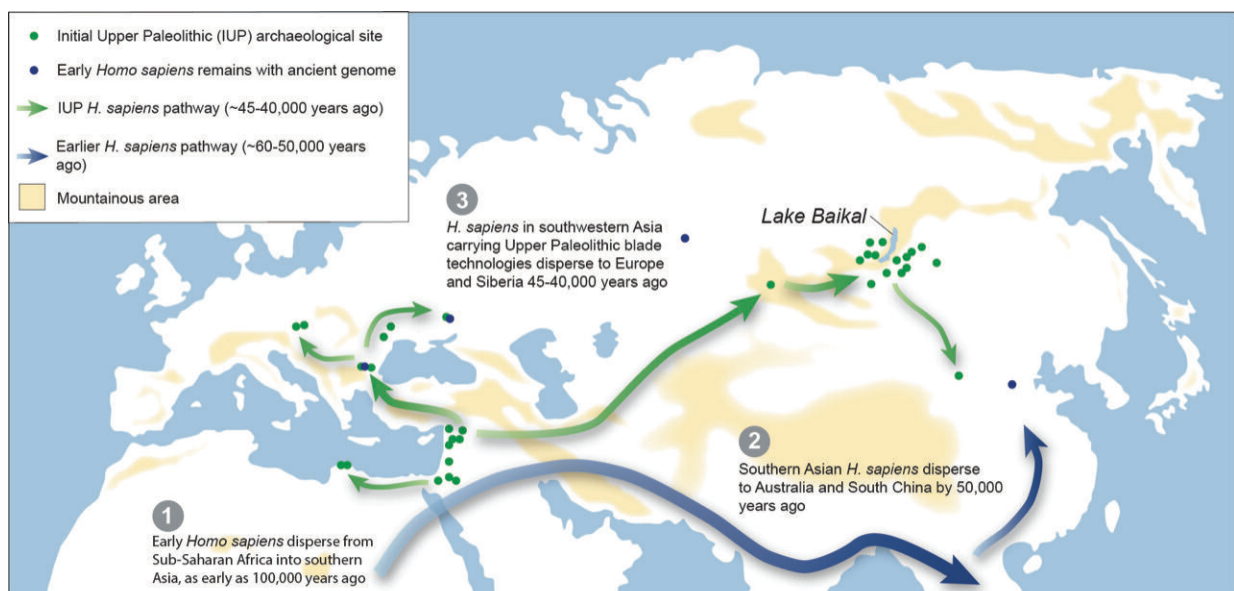 Initial Upper Paleolithic (IUP) archaeological site
Early Homo sapiens remains with ancient genome
IUP H. sapiens pathway (~45-40,000 years ago)
Earlier H. sapiens pathway (~60-50,000 years
ago)
Mountainous area
3
H. sapiens in southwestern Asia
carrying Upper Paleolithic blade
technologies disperse to Europe
and Siberia 45-40,000 years ago
Lake Baikal
2
Southern Asian H. sapiens disperse
to Australia and South China by 50,000
years ago
1
Early Homo sapiens disperse from
Sub-Saharan Africa into southern
Asia, as early as 100,000 years ago